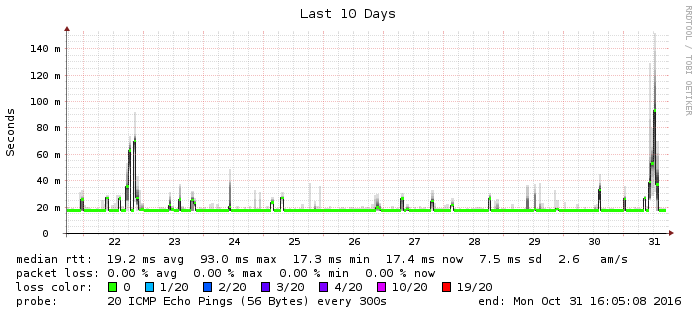 Last 10 Days
RRDTOOL / TOBI OETIKER
Seconds
140 m
120 m
100 m
80 m
60 m
40 m
20 m
0
22 23 24 25 26 27 28 29 30 31
median rtt: 19.2 ms avg 93.0 ms max 17.3 ms min 17.4 ms now 7.5 ms sd 2.6 am/s
packet loss: 0.00 % avg 0.00 % max 0.00 % min 0.00 % now
loss color: 0 1/20 2/20 3/20 4/20 10/20 19/20
probe: 20 ICMP Echo Pings (56 Bytes) every 300s end: Mon Oct 31 16:05:08 2016